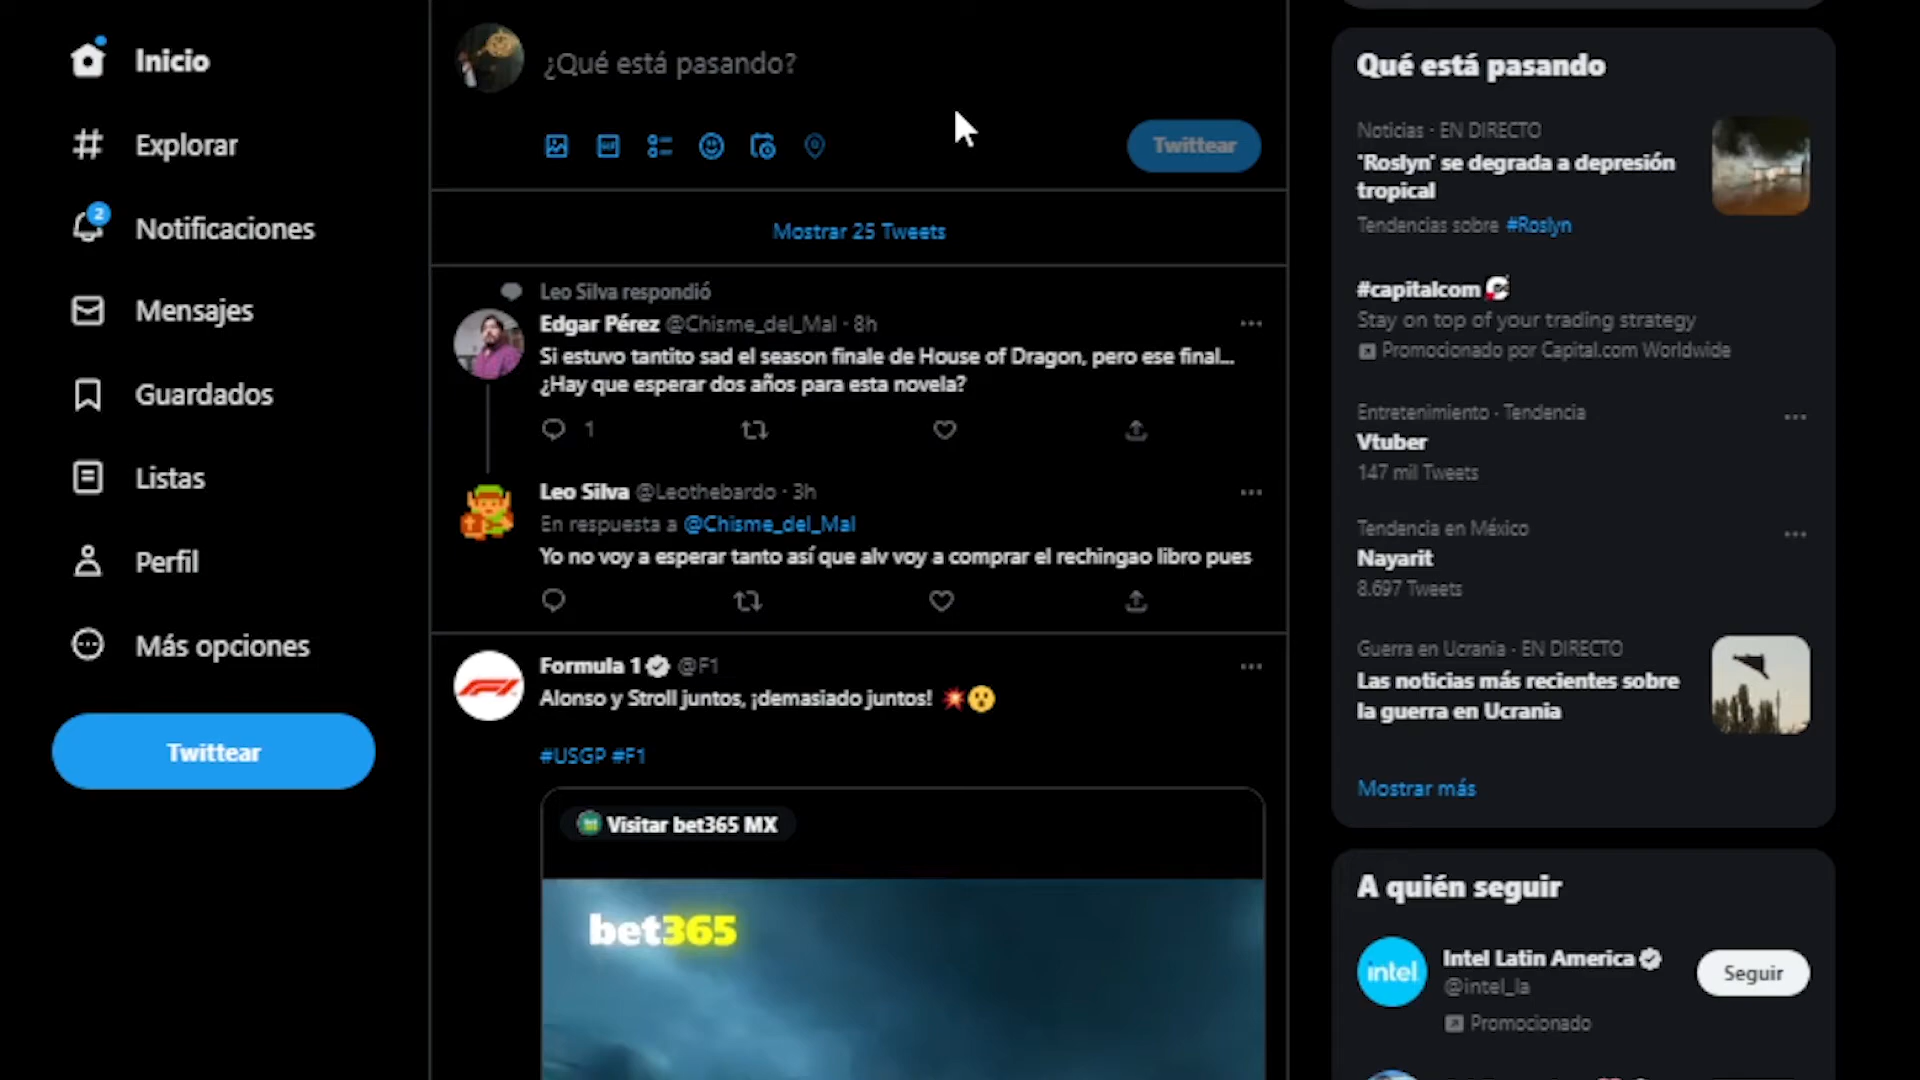 Inicio
Explorar
2
Notificaciones
Mensajes
Guardados
Listas
Perfil
Más opciones
Twittear
¿Qué está pasando?
GIF
Twittear
Mostrar 25 Tweets
Leo Silva respondió
Edgar Pérez @Chisme_del_Mal · 8h
Si estuvo tantito sad el season finale de House of Dragon, pero ese final...
¿Hay que esperar dos años para esta novela?
1
Leo Silva @Leothebardo · 3h
En respuesta a @Chisme_del_Mal
Yo no voy a esperar tanto así que alv voy a comprar el rechingao libro pues
Formula 1 @F1
Alonso y Stroll juntos, ¡demasiado juntos! 💥😮
#USGP #F1
Visitar bet365 MX
bet365
Qué está pasando
Noticias · EN DIRECTO
'Roslyn' se degrada a depresión
tropical
Tendencias sobre #Roslyn
#capitalcom
Stay on top of your trading strategy
Promocionado por Capital.com Worldwide
Entretenimiento · Tendencia
Vtuber
147 mil Tweets
Tendencia en México
Nayarit
8.697 Tweets
Guerra en Ucrania · EN DIRECTO
Las noticias más recientes sobre
la guerra en Ucrania
Mostrar más
A quién seguir
intel
Intel Latin America
@intel_la
Seguir
Promocionado